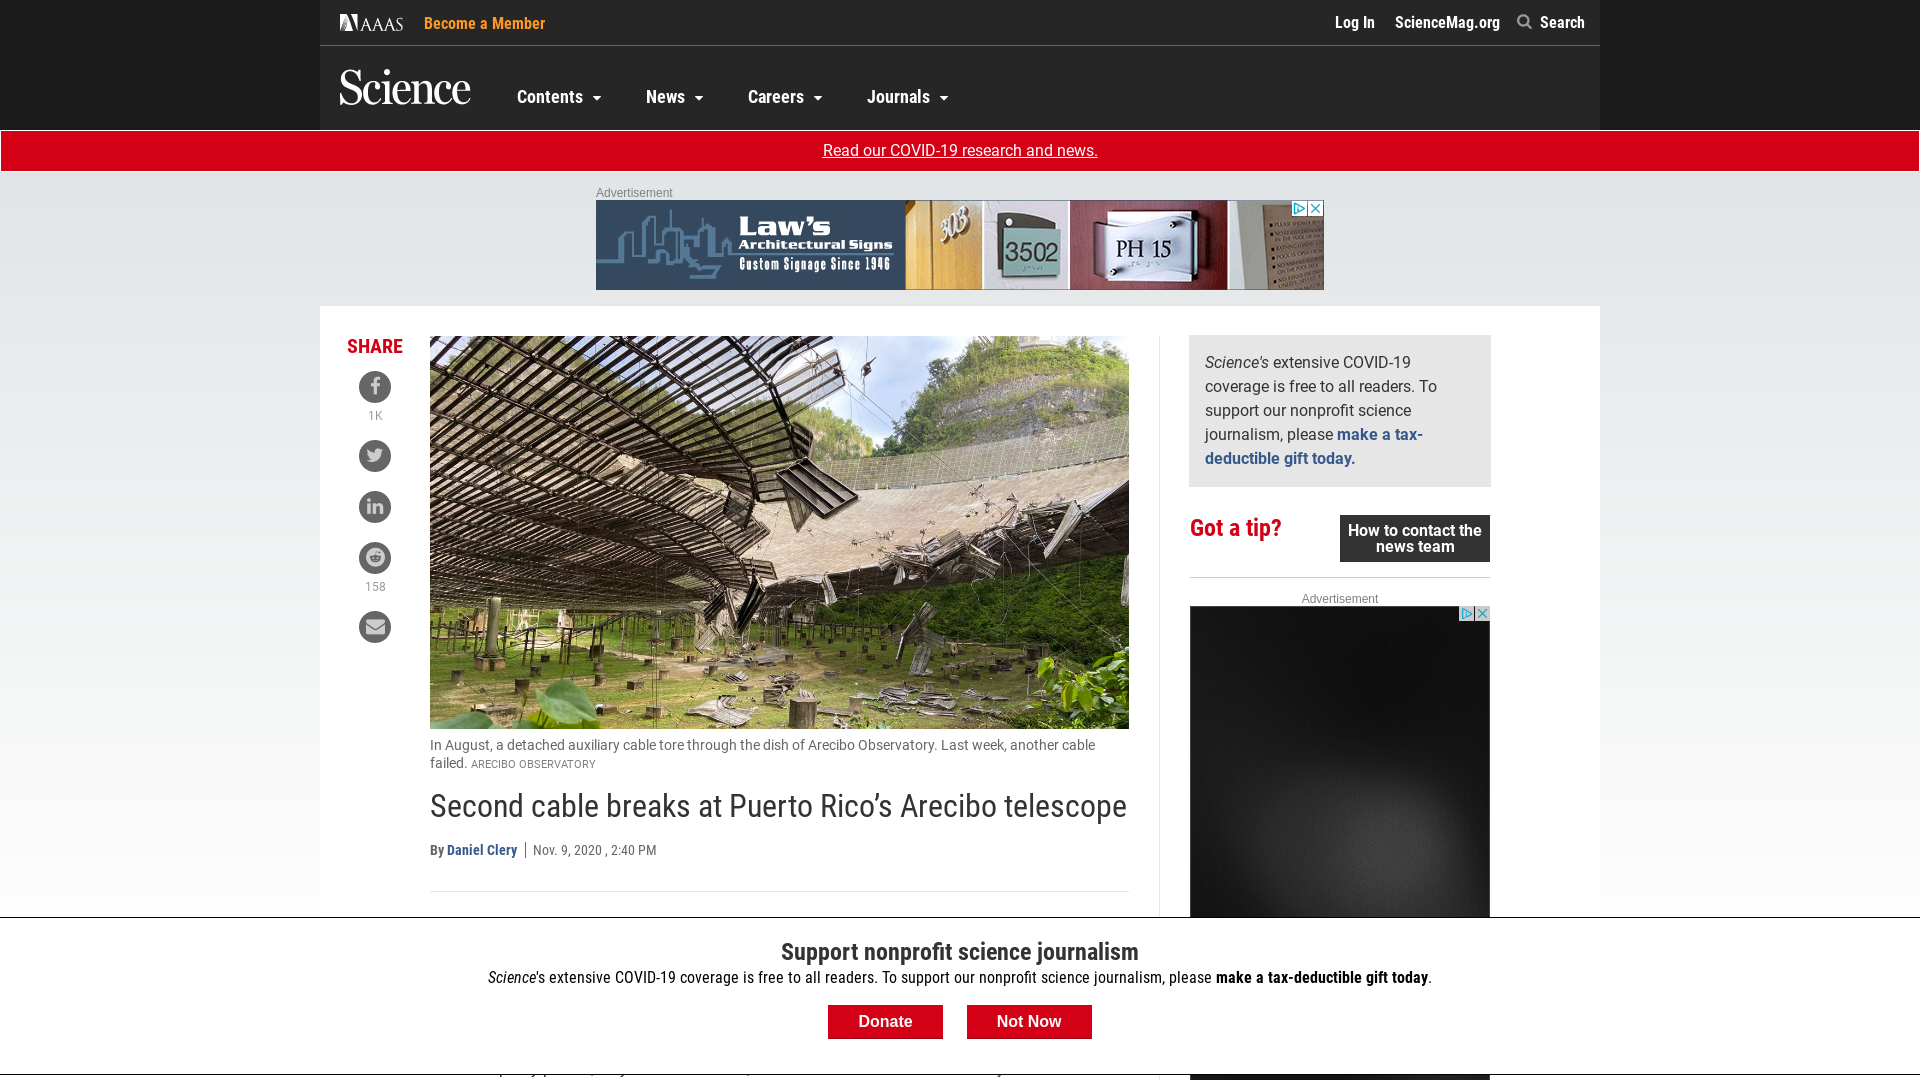 AAAS
Become a Member
Log In
ScienceMag.org
Search
Science
Contents
News
Careers
Journals
Read our COVID-19 research and news.
Advertisement
Law's
Architectural Signs
Custom Signage Since 1946
303
3502
PH 15
SHARE
1K
158
In August, a detached auxiliary cable tore through the dish of Arecibo Observatory. Last week, another cable
failed. ARECIBO OBSERVATORY
Second cable breaks at Puerto Rico’s Arecibo telescope
By Daniel Clery
Nov. 9, 2020 , 2:40 PM
Science's extensive COVID-19
coverage is free to all readers. To
support our nonprofit science
journalism, please make a tax-
deductible gift today.
Got a tip?
How to contact the
news team
Advertisement
Support nonprofit science journalism
Science's extensive COVID-19 coverage is free to all readers. To support our nonprofit science journalism, please make a tax-deductible gift today.
Donate
Not Now